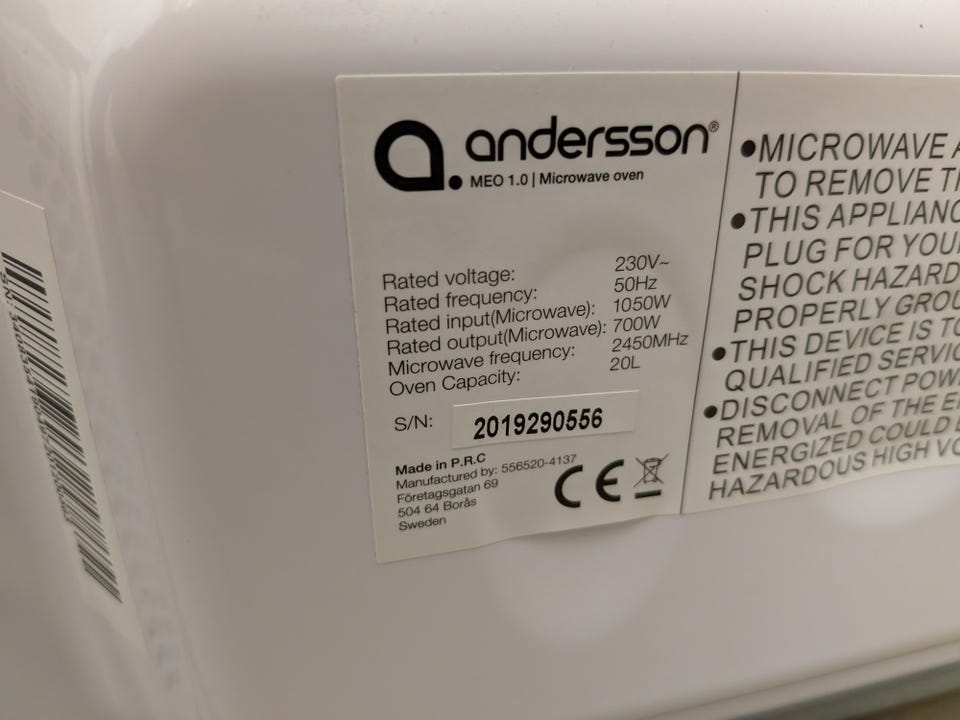 andersson®
MEO 1.0 | Microwave oven
Rated voltage: 230V~
Rated frequency: 50Hz
Rated input(Microwave): 1050W
Rated output(Microwave): 700W
Microwave frequency: 2450MHz
Oven Capacity: 20L
S/N: 2019290556
Made in P.R.C
Manufactured by: 556520-4137
Företagsgatan 69
504 64 Borås
Sweden
CE
●MICROWAVE
TO REMOVE
●THIS
PLUG FOR
SHOCK HAZARD
PROPERLY
●THIS DEVICE IS
QUALIFIED
●DISCONNECT
REMOVAL OF THE
ENERGIZED COULD
HAZARDOUS HIGH
S/N: